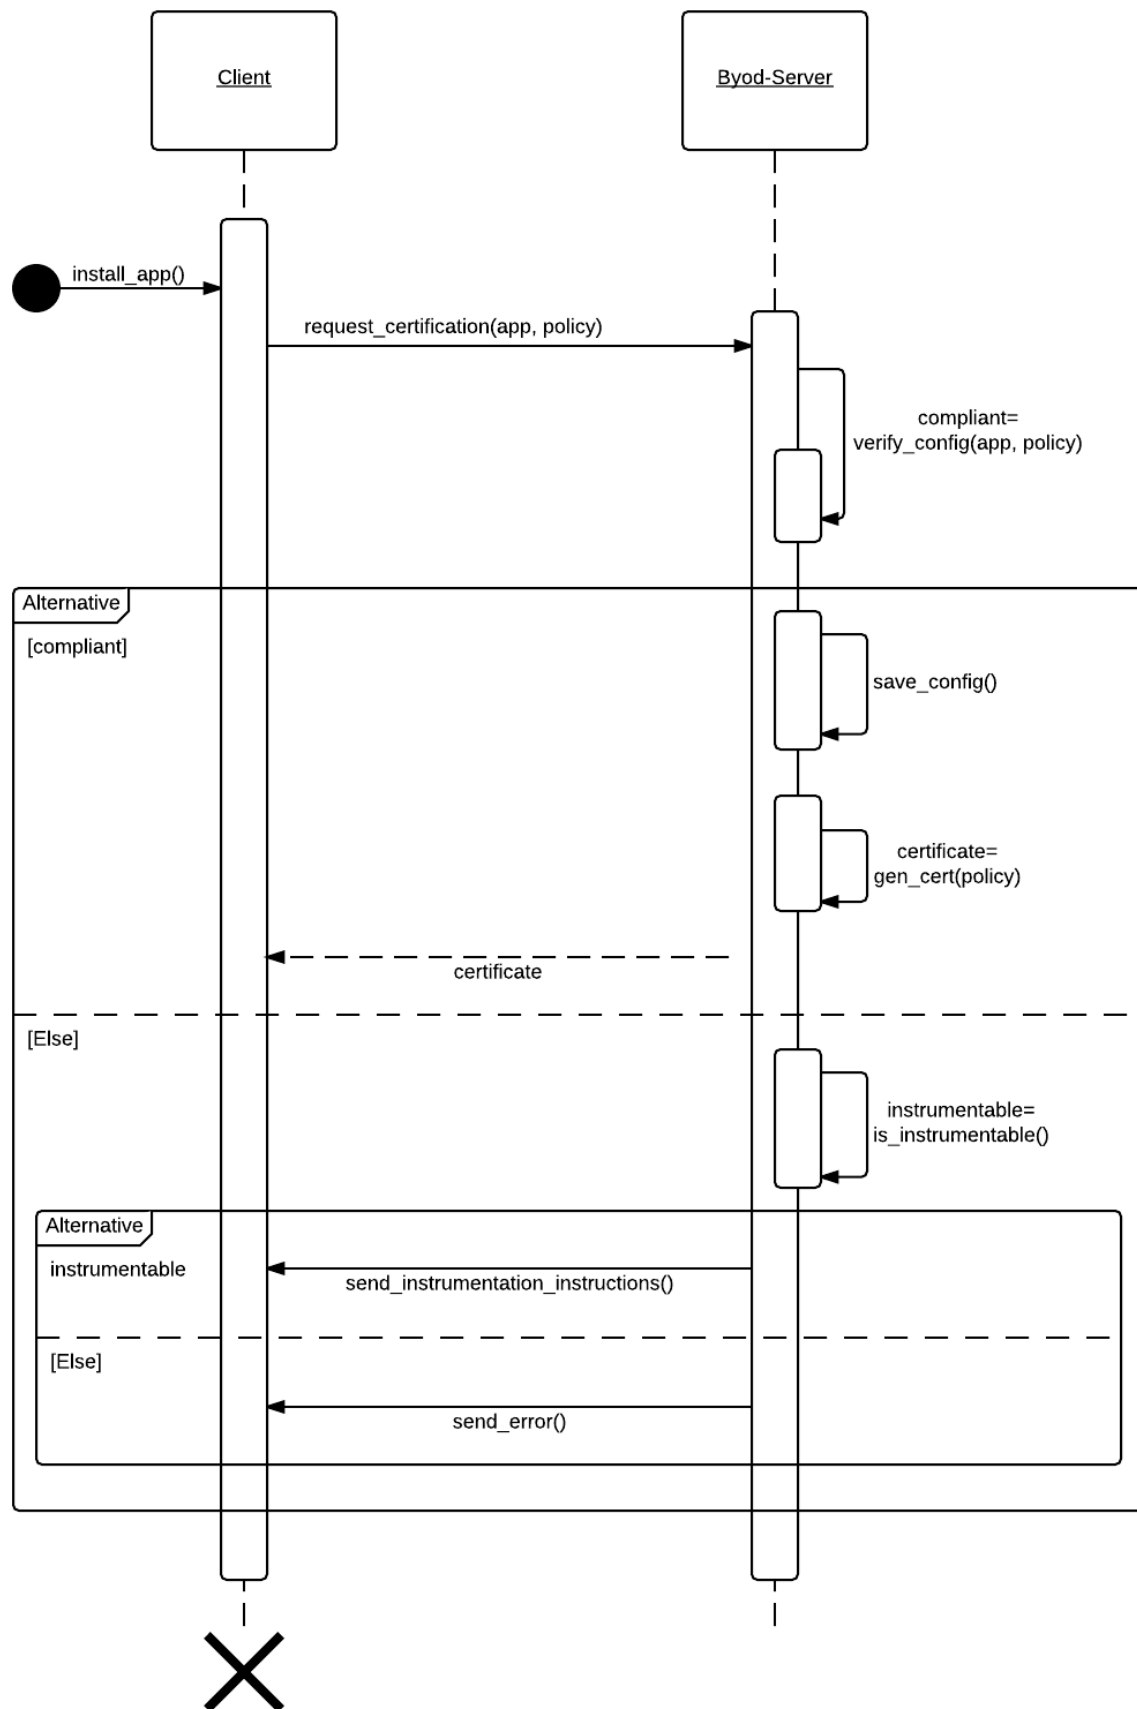 Client
Byod-Server
install_app()
request_certification(app, policy)
compliant=
verify_config(app, policy)
Alternative
[compliant]
save_config()
certificate=
gen_cert(policy)
certificate
[Else]
instrumentable=
is_instrumentable()
Alternative
instrumentable
send_instrumentation_instructions()
[Else]
send_error()